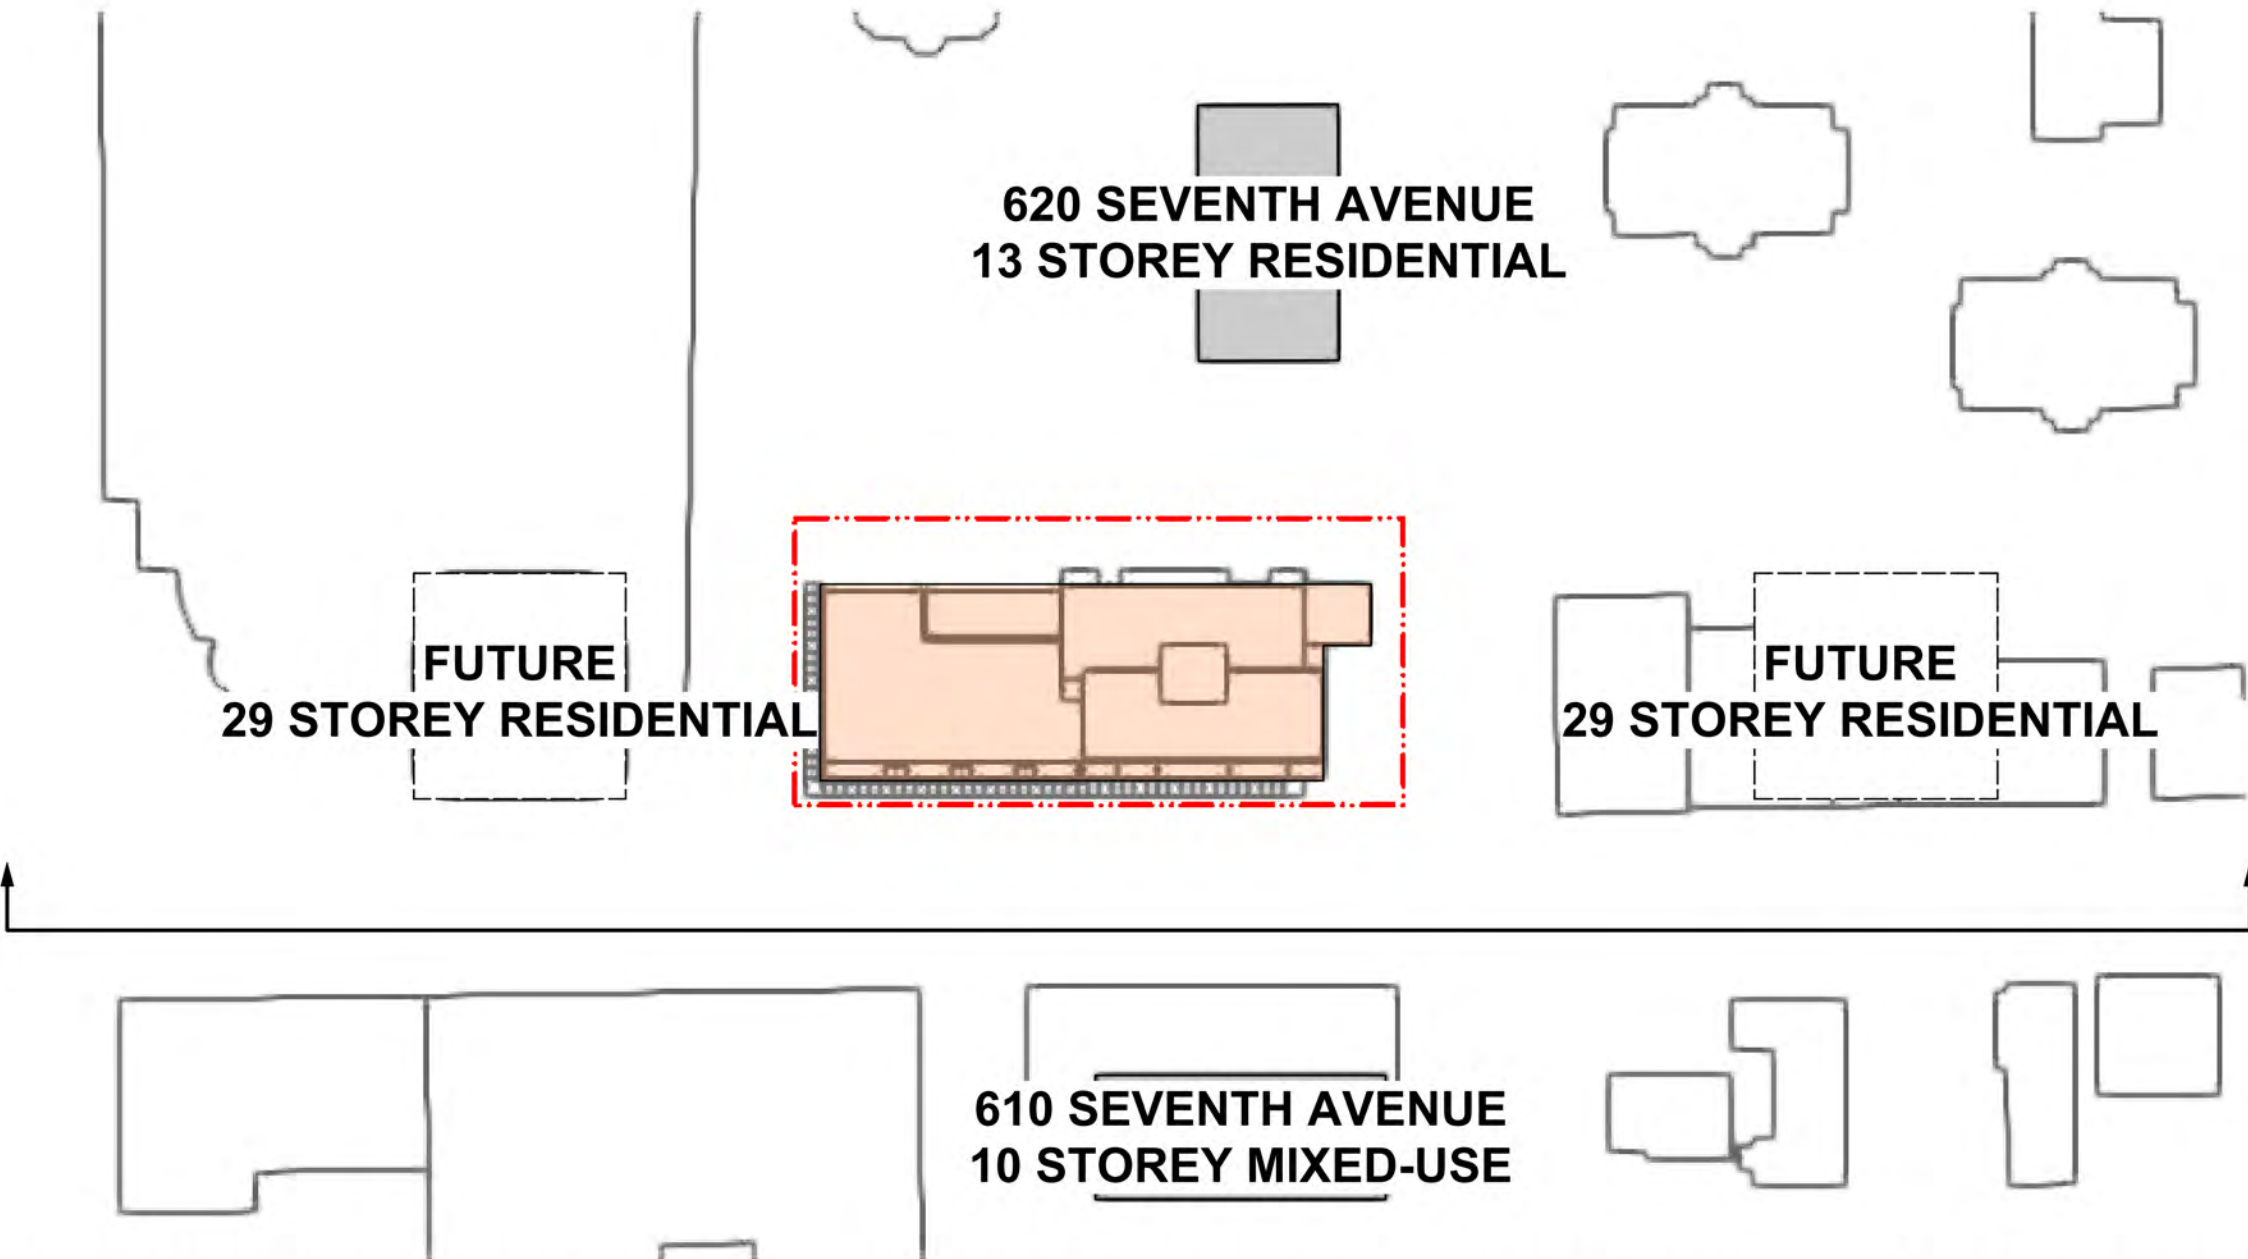 620 SEVENTH AVENUE
13 STOREY RESIDENTIAL
FUTURE
29 STOREY RESIDENTIAL
FUTURE
29 STOREY RESIDENTIAL
610 SEVENTH AVENUE
10 STOREY MIXED-USE